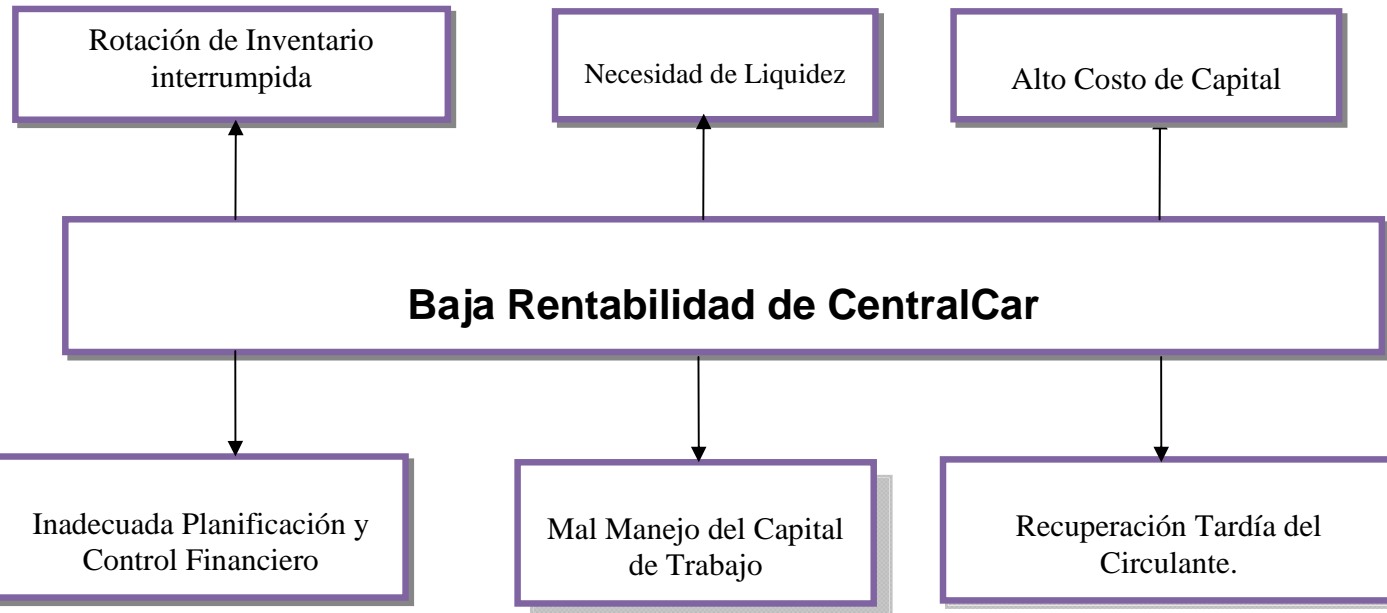 Rotación de Inventario
interrumpida
Necesidad de Liquidez
Alto Costo de Capital
Baja Rentabilidad de CentralCar
Inadecuada Planificación y
Control Financiero
Mal Manejo del Capital
de Trabajo
Recuperación Tardía del
Circulante.